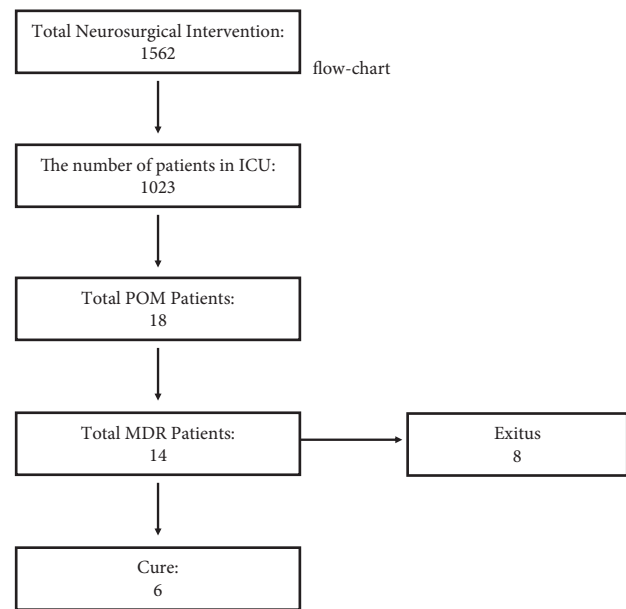 Total Neurosurgical Intervention:
1562
flow-chart
The number of patients in ICU:
1023
Total POM Patients:
18
Total MDR Patients:
14
Exitus
8
Cure:
6